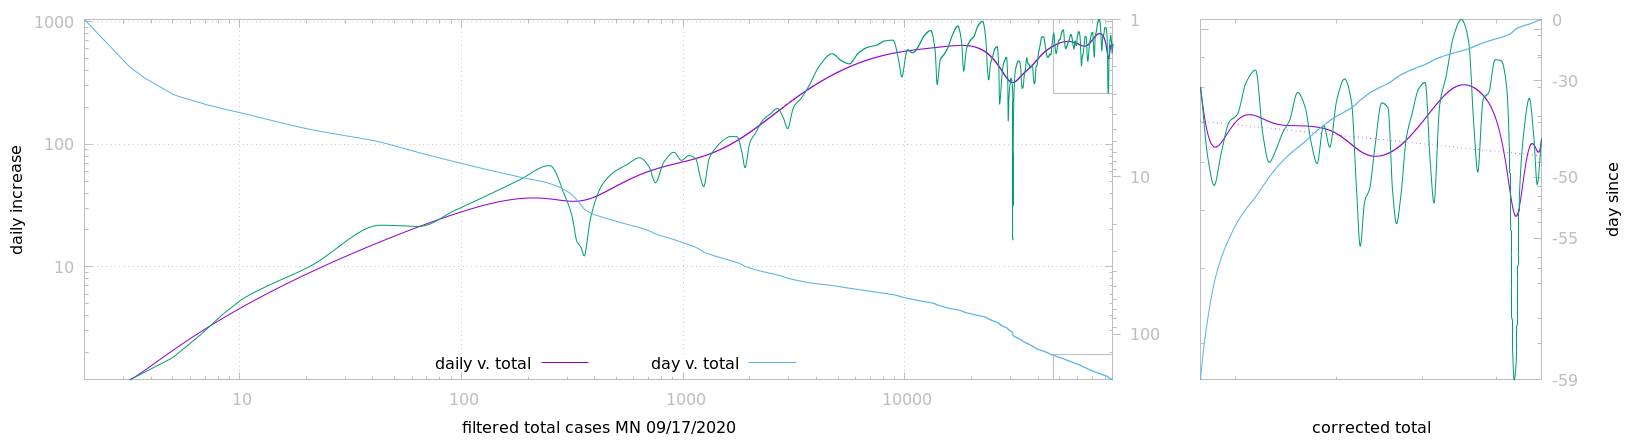 1000
100
10
daily increase
10
100
1000
10000
filtered total cases MN 09/17/2020
daily v. total
day v. total
1
10
100
0
-30
-50
-55
-59
day since
corrected total